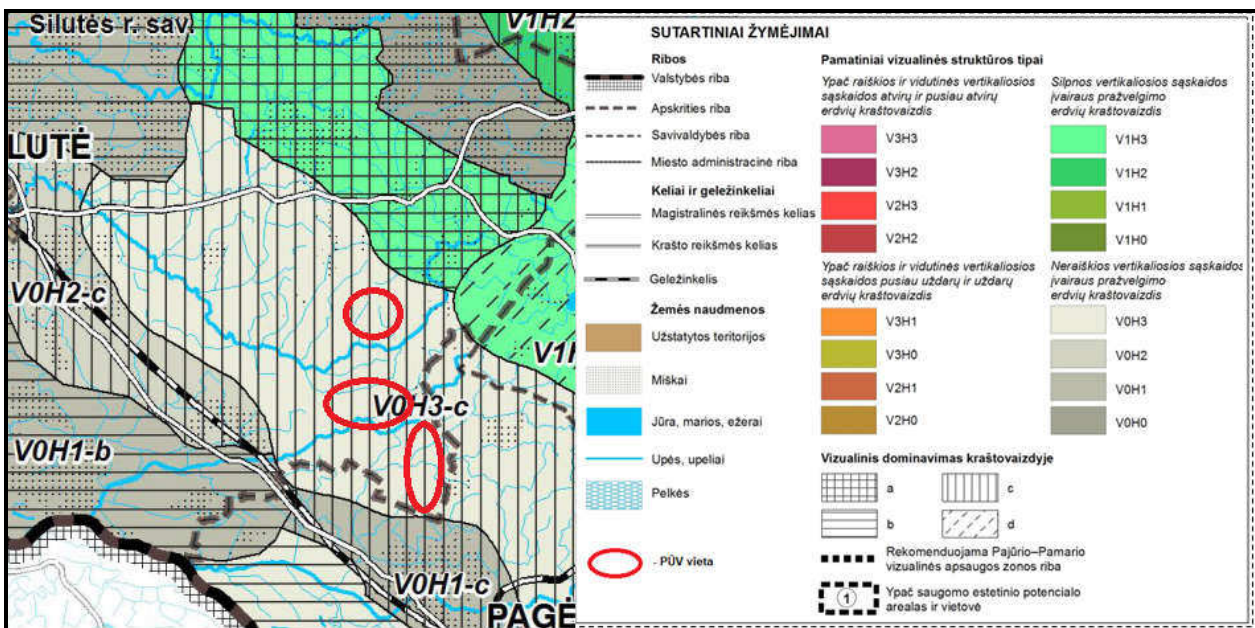 Šilutės r. sav.
V1H2
LUTĖ
V0H2-c
V1H
V0H3-c
V0H1-b
V0H1-c
PAGĖ
SUTARTINIAI ŽYMĖJIMAI
Ribos
Valstybės riba
Apskrities riba
Savivaldybės riba
Miesto administracinė riba
Keliai ir geležinkeliai
Magistralinės reikšmės kelias
Krašto reikšmės kelias
Geležinkelis
Žemės naudmenos
Užstatytos teritorijos
Miškai
Jūra, marios, ežerai
Upės, upeliai
Pelkės
- PŪV vieta
Pamatiniai vizualinės struktūros tipai
Ypač raiškios ir vidutinės vertikaliosios
sąskaidos atvirų ir pusiau atvirų
erdvių kraštovaizdis
V3H3
V3H2
V2H3
V2H2
Ypač raiškios ir vidutinės vertikaliosios
sąskaidos pusiau uždarų ir uždarų
erdvių kraštovaizdis
V3H1
V3H0
V2H1
V2H0
Silpnos vertikaliosios sąskaidos
įvairaus pražvelgimo
erdvių kraštovaizdis
V1H3
V1H2
V1H1
V1H0
Neraiškios vertikaliosios sąskaidos
įvairaus pražvelgimo
erdvių kraštovaizdis
V0H3
V0H2
V0H1
V0H0
Vizualinis dominavimas kraštovaizdyje
a
c
b
d
Rekomenduojama Pajūrio–Pamario
vizualinės apsaugos zonos riba
1
Ypač saugomo estetinio potencialo
arealas ir vietovė